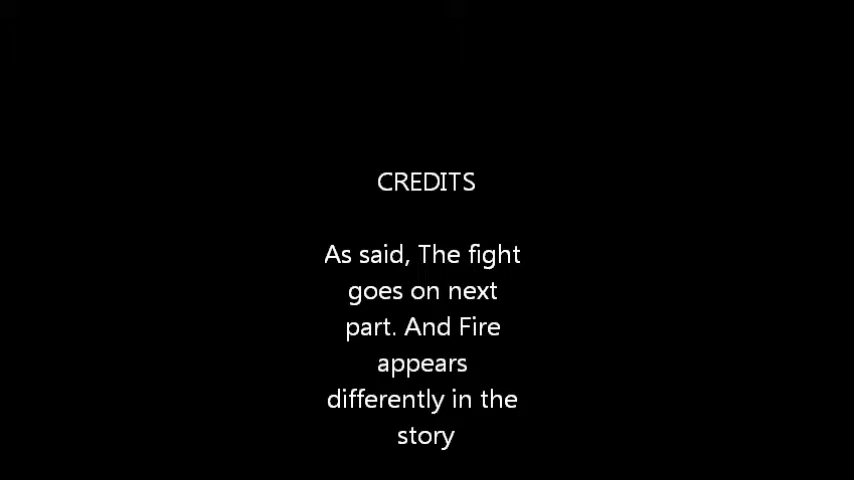 CREDITS
As said, The fight
goes on next
part. And Fire
appears
differently in the
story